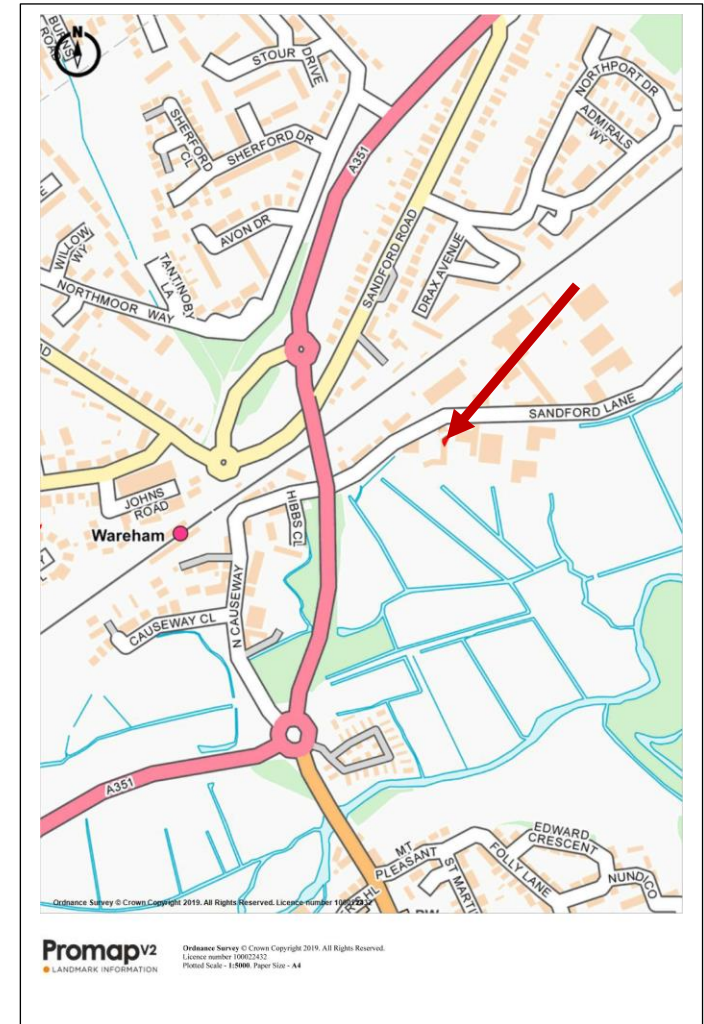 BURNS
ROAD
N
STOUR
DRIVE
NORTHPORT DR
ADMIRALS
WY
SHERFORD
CL
SHERFORD DR
A351
SANDFORD ROAD
AVON DR
DRAX AVENUE
WILLOW
WY
TANTINOBY
LA
NORTHMOOR WAY
SANDFORD LANE
JOHNS
ROAD
HIBBS CL
Wareham
N CAUSEWAY
CAUSEWAY CL
A351
MT
PLEASANT
ST MARTI
FOLLY LANE
EDWARD
CRESCENT
NUNDICO
RS HL
Ordnance Survey © Crown Copyright 2019. All Rights Reserved. Licence number 100022432
Promap V2
LANDMARK INFORMATION
Ordnance Survey © Crown Copyright 2019. All Rights Reserved.
Licence number 100022432
Plotted Scale - 1:5000. Paper Size - A4